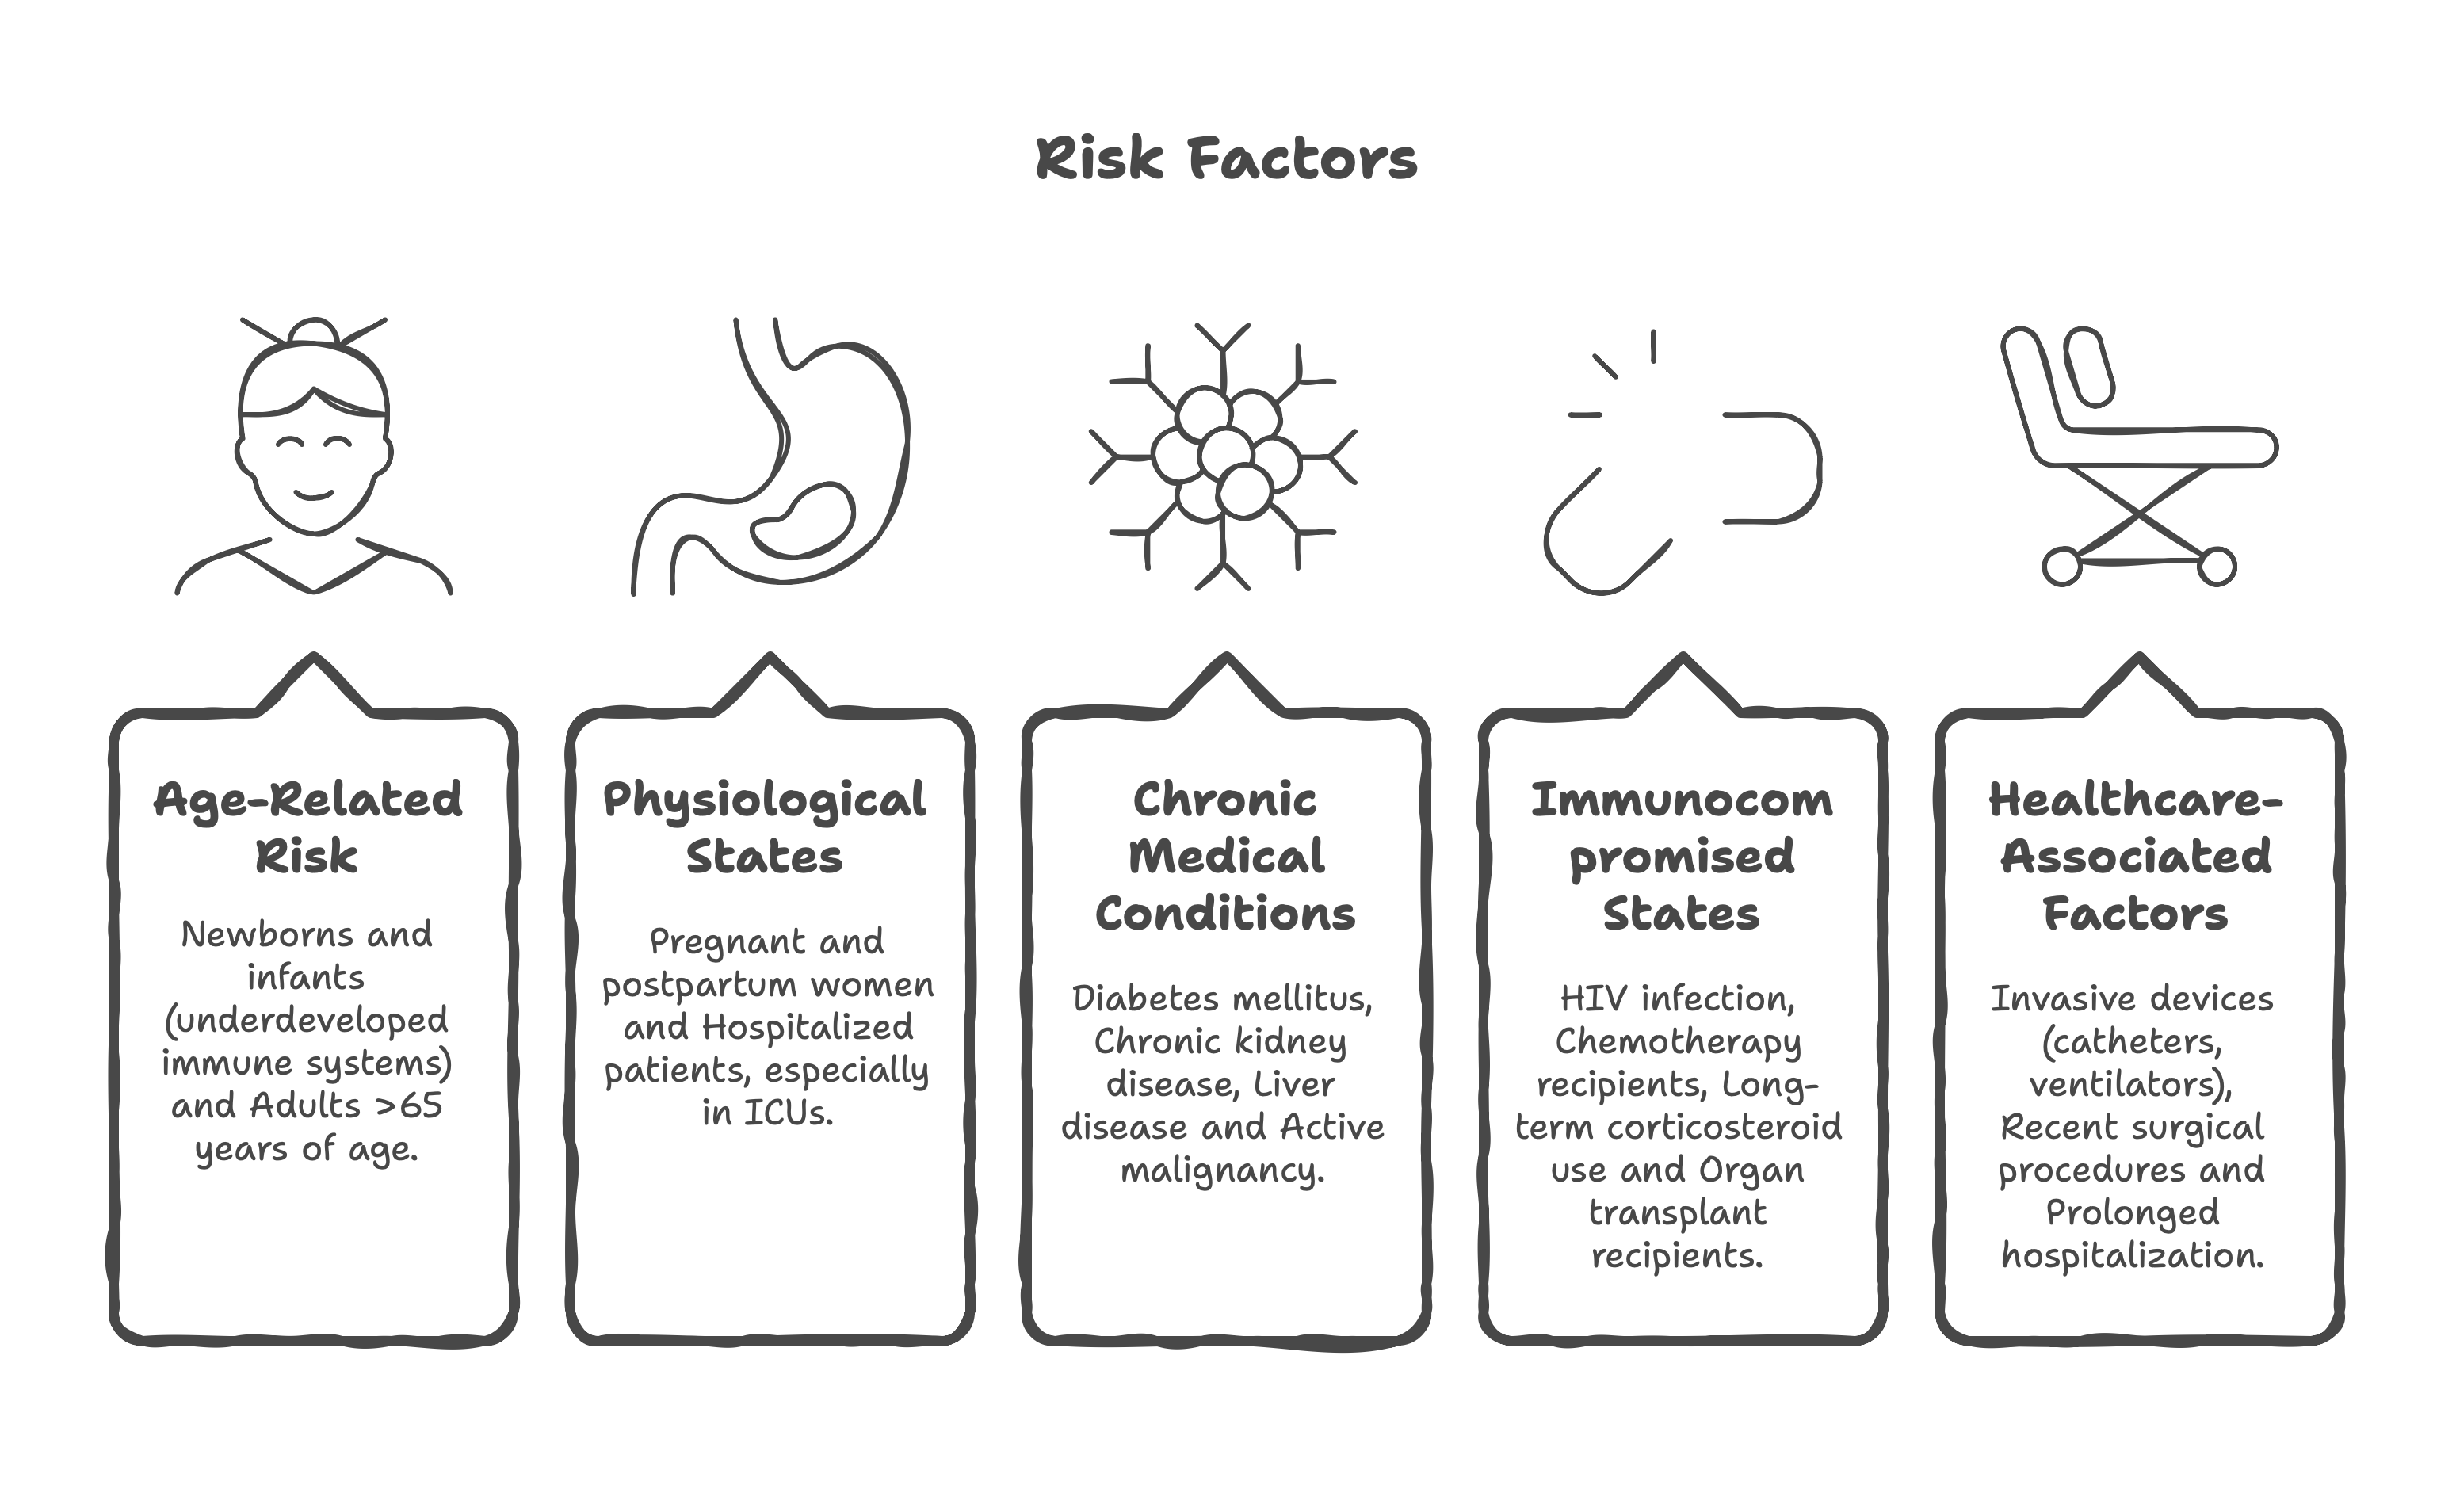 Risk Factors
Age-Related
Risk
Newborns and
infants
(underdeveloped
immune systems)
and Adults >65
years of age.
Physiological
States
Pregnant and
postpartum women
and Hospitalized
patients, especially
in ICUs.
Chronic
Medical
Conditions
Diabetes mellitus,
Chronic kidney
disease, Liver
disease and Active
malignancy.
Immunocom
promised
States
HIV infection,
Chemotherapy
recipients, Long-
term corticosteroid
use and Organ
transplant
recipients.
Healthcare-
Associated
Factors
Invasive devices
(catheters,
ventilators),
Recent surgical
procedures and
Prolonged
hospitalization.